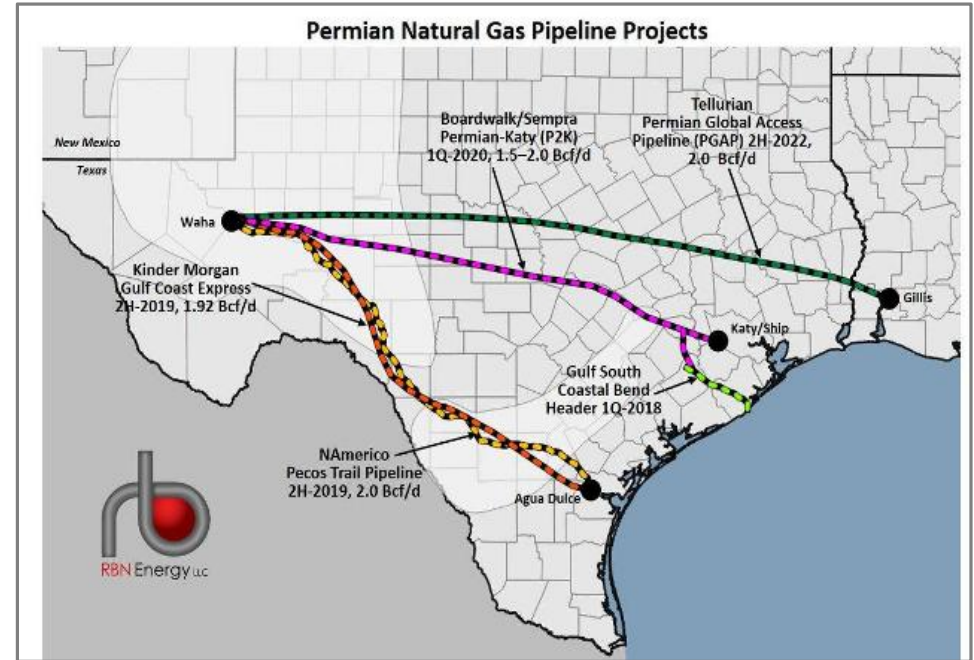 Permian Natural Gas Pipeline Projects
New Mexico
Texas
Boardwalk/Sempra
Permian-Katy (P2K)
1Q-2020, 1.5–2.0 Bcf/d
Tellurian
Permian Global Access
Pipeline (PGAP) 2H-2022,
2.0 Bcf/d
Waha
Kinder Morgan
Gulf Coast Express
2H-2019, 1.92 Bcf/d
Gillis
Katy/Ship
Gulf South
Coastal Bend
Header 1Q-2018
NAmerico
Pecos Trail Pipeline
2H-2019, 2.0 Bcf/d
Agua Dulce
RBN Energy LLC